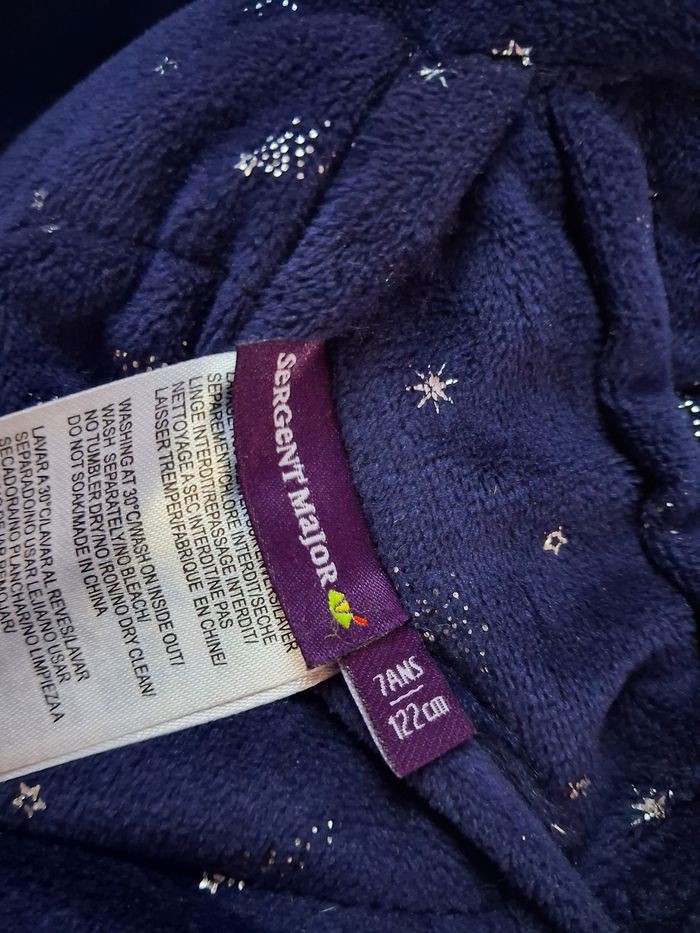 SeRGeNT MaJoR
7ANS
122cm
SEPAREMENT/CHLORE INTERDIT/SECHE
LINGE INTERDIT/REPASSAGE INTERDIT/
NETTOYAGE A SEC INTERDIT/NE PAS
LAISSER TREMPER/FABRIQUE EN CHINE/
WASHING AT 30°C/WASH ON INSIDE OUT/
WASH SEPARATELY/NO BLEACH/
NO TUMBLER DRY/NO IRON/NO DRY CLEAN/
DO NOT SOAK/MADE IN CHINA
LAVAR A 30°C/LAVAR AL REVES/LAVAR
SEPARADO/NO USAR LEJIA/NO USAR
SECADOR/NO PLANCHAR/NO LIMPIEZA A